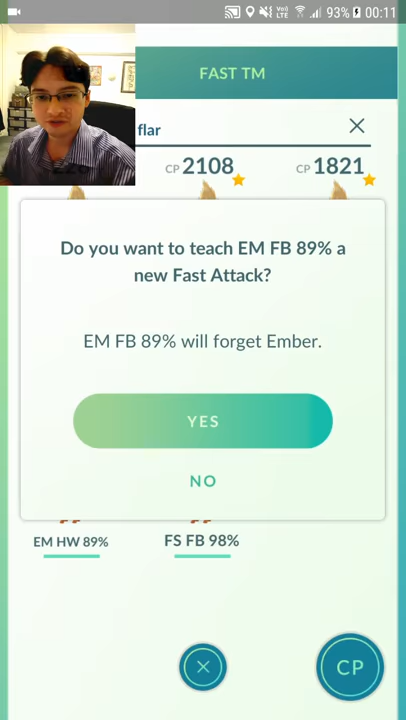 93% 00:11
FAST TM
flar
CP 2108
CP 1821
Do you want to teach EM FB 89% a
new Fast Attack?
EM FB 89% will forget Ember.
YES
NO
EM HW 89%
FS FB 98%
CP